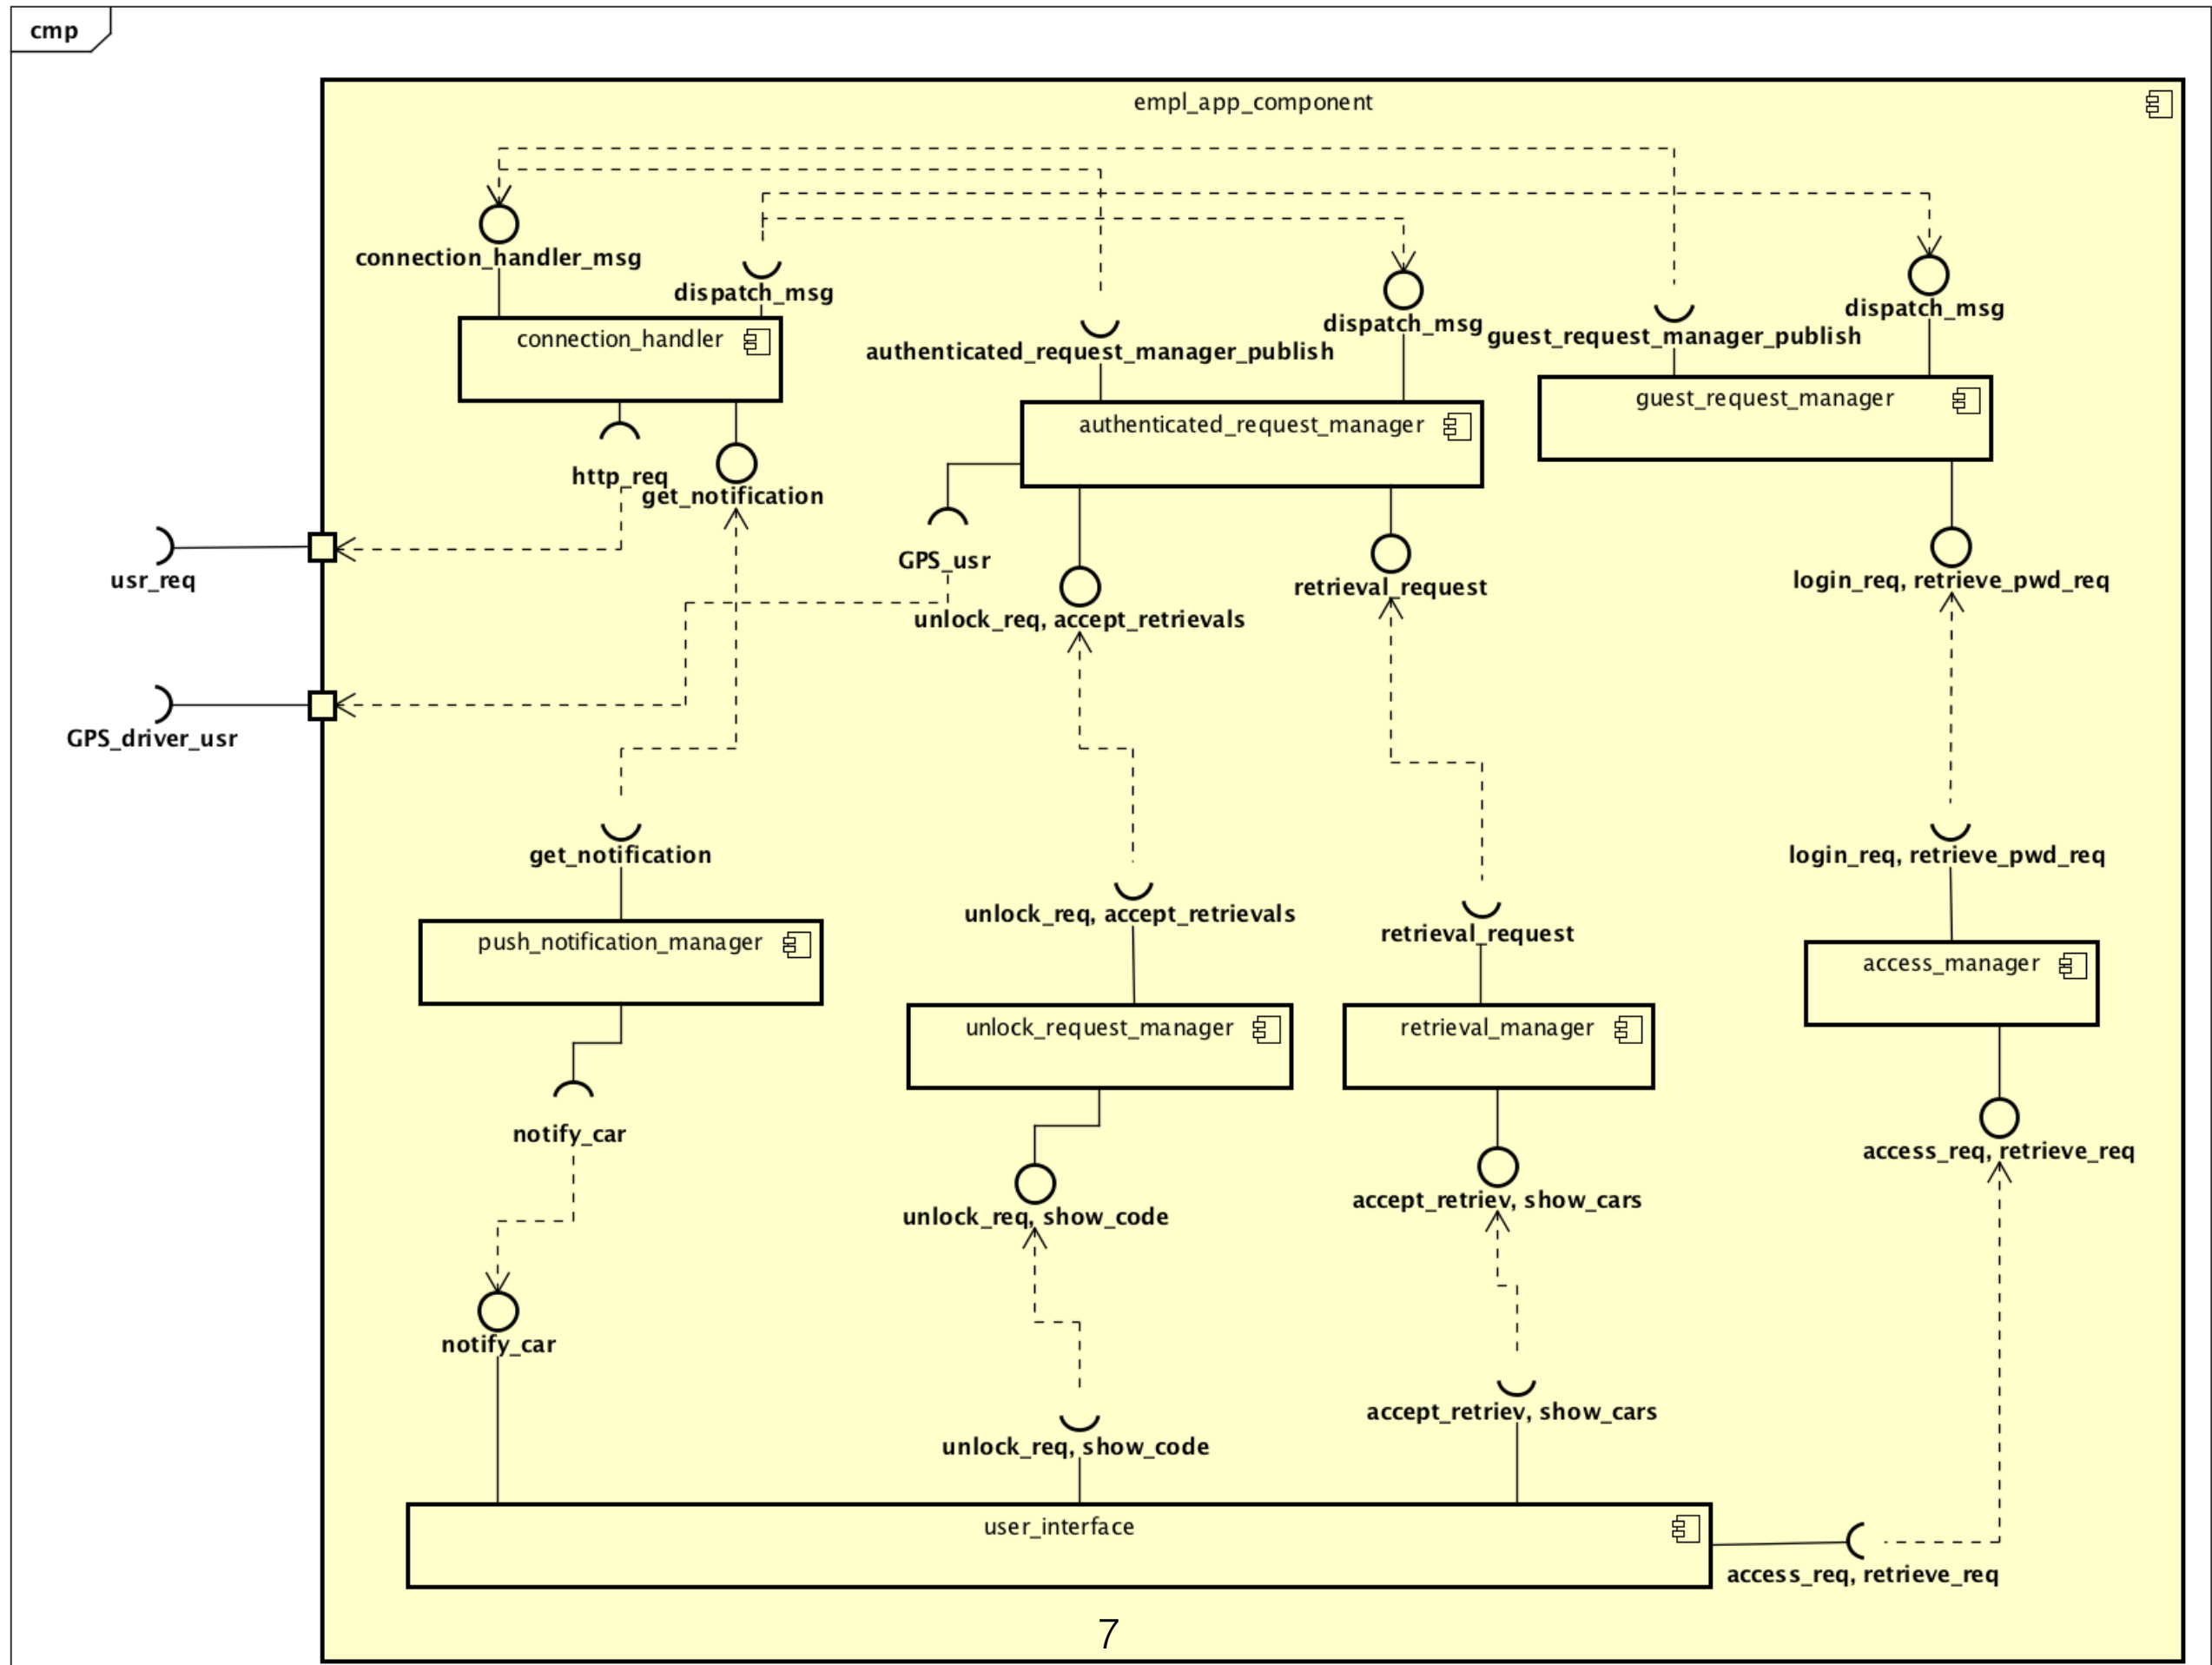 cmp
empl_app_component
connection_handler_msg
dispatch_msg
dispatch_msg
dispatch_msg
guest_request_manager_publish
authenticated_request_manager_publish
connection_handler
guest_request_manager
authenticated_request_manager
http_req
get_notification
GPS_usr
usr_req
retrieval_request
login_req, retrieve_pwd_req
unlock_req, accept_retrievals
GPS_driver_usr
get_notification
login_req, retrieve_pwd_req
unlock_req, accept_retrievals
retrieval_request
push_notification_manager
access_manager
unlock_request_manager
retrieval_manager
notify_car
access_req, retrieve_req
unlock_req, show_code
accept_retriev, show_cars
notify_car
accept_retriev, show_cars
unlock_req, show_code
user_interface
access_req, retrieve_req
7